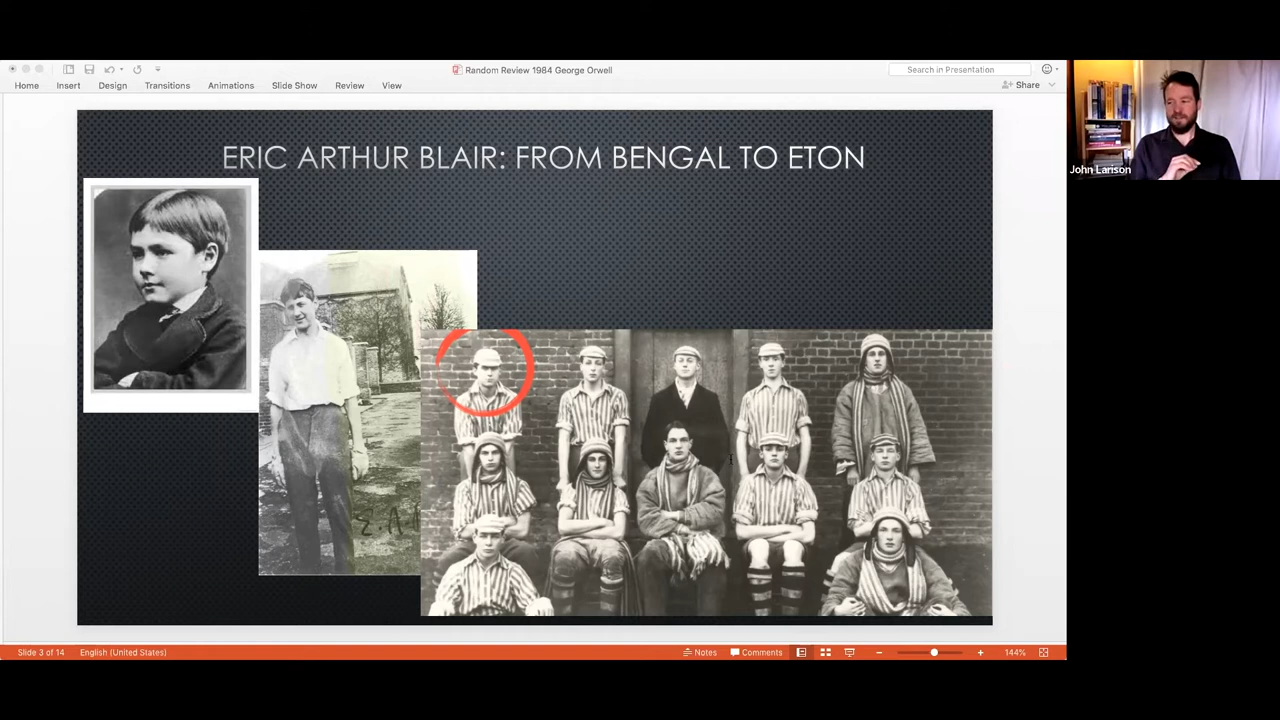 Random Review 1984 George Orwell
Search in Presentation
Home Insert Design Transitions Animations Slide Show Review View
Share
ERIC ARTHUR BLAIR: FROM BENGAL TO ETON
John Larison
Slide 3 of 14 English (United States)
Notes Comments 144%